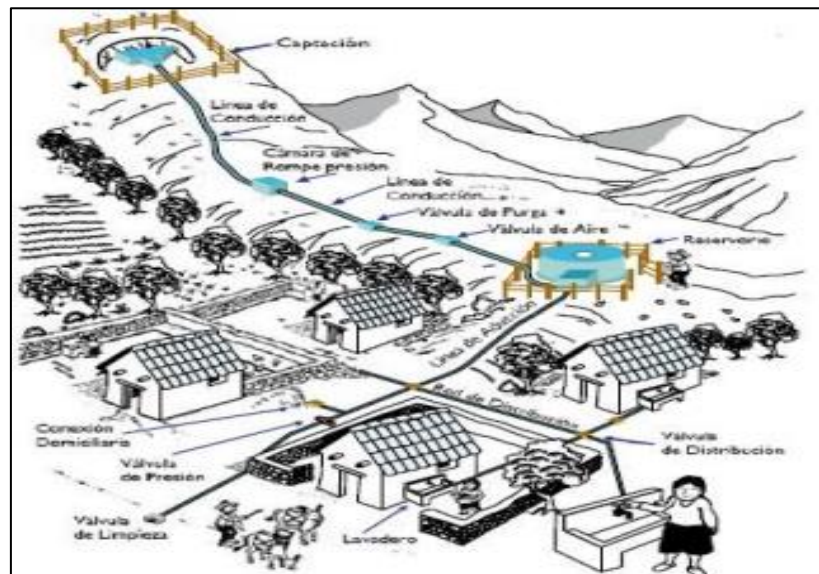 Captación
Línea de
Conducción
Cámara de
Rompe presión
Línea de
Conducción
Válvula de Purga
Válvula de Aire
Reservorio
Línea de Aducción
Red de Distribución
Conexión
Domiciliaria
Válvula
de Presión
Válvula
de Distribución
Válvula
de Limpieza
Lavadero